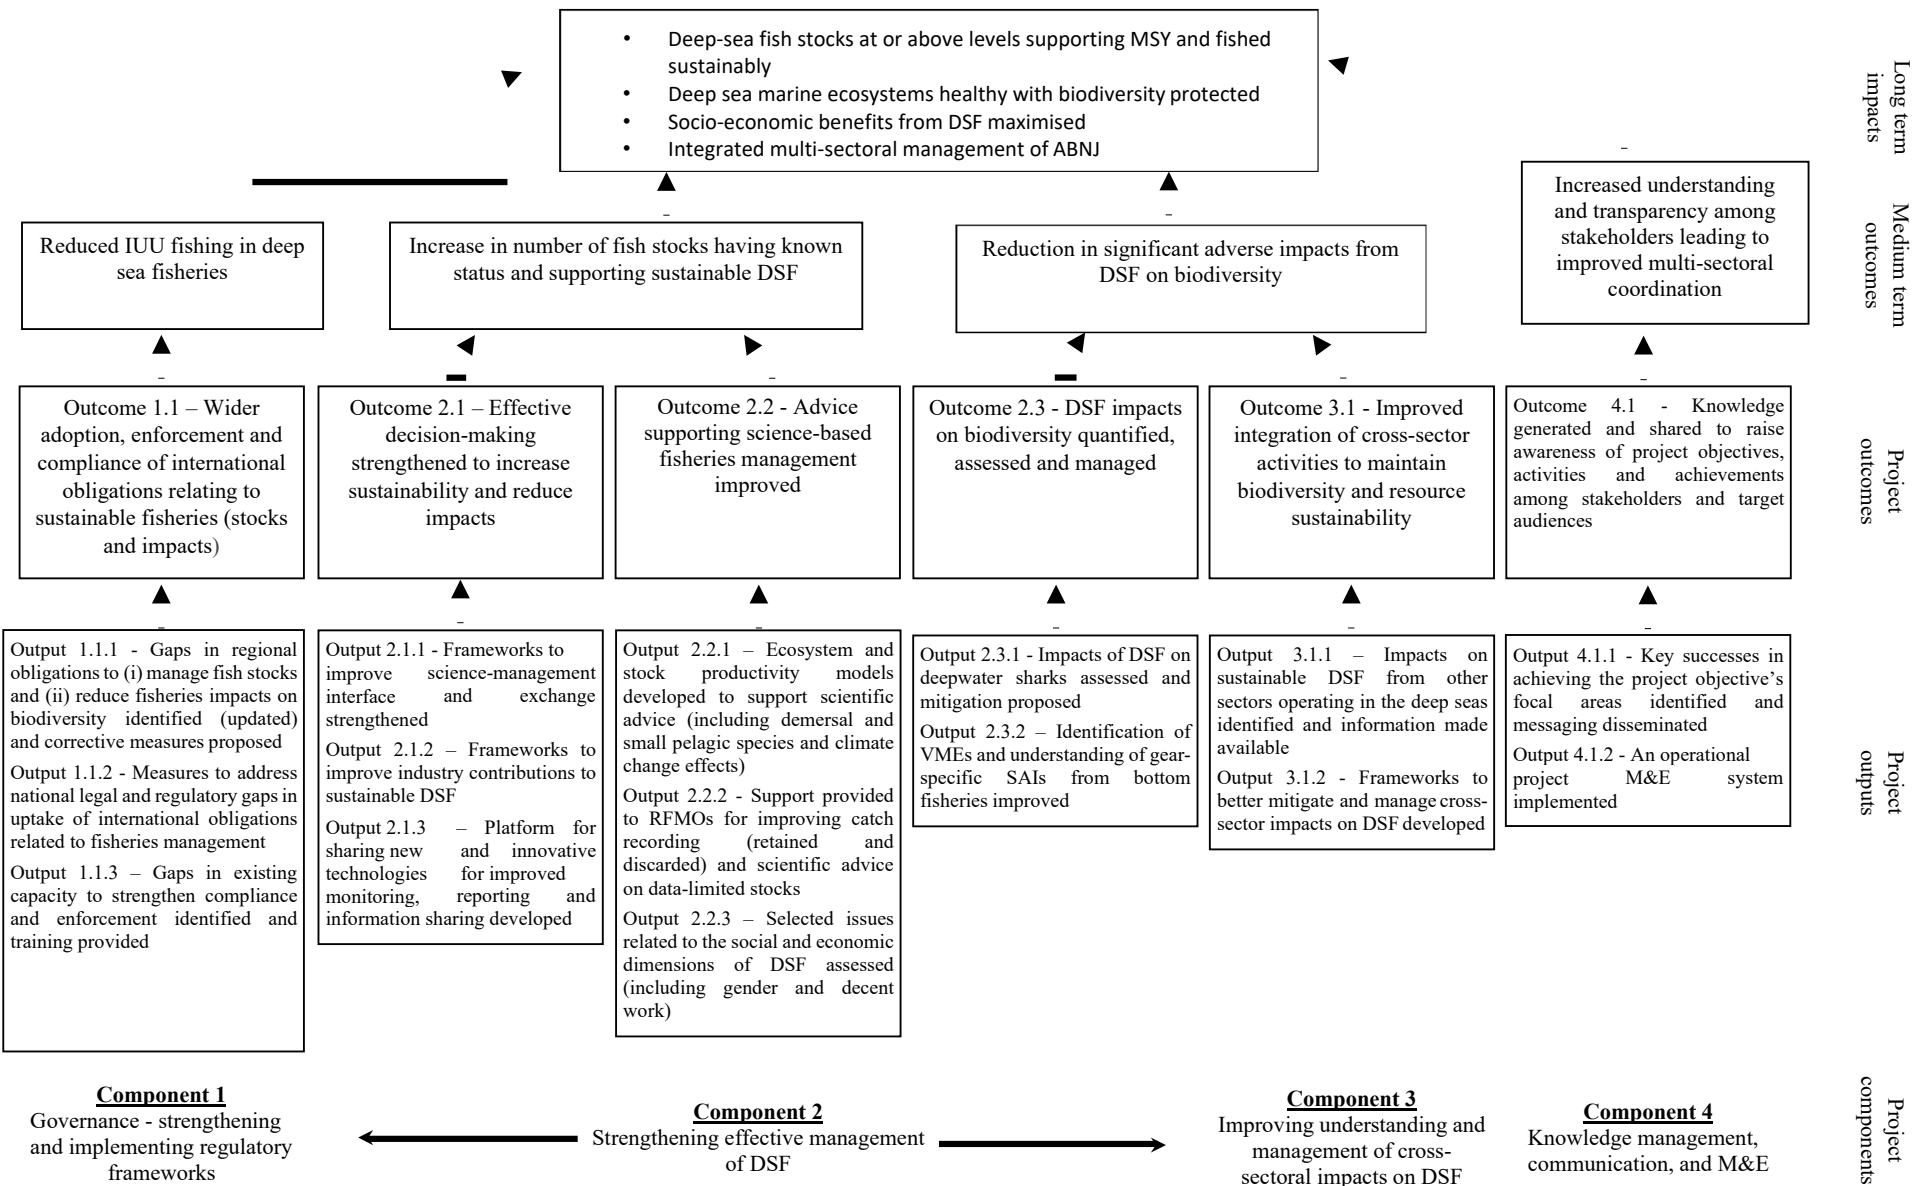 • Deep-sea fish stocks at or above levels supporting MSY and fished
sustainably
• Deep sea marine ecosystems healthy with biodiversity protected
• Socio-economic benefits from DSF maximised
• Integrated multi-sectoral management of ABNJ
Long term
impacts
Reduced IUU fishing in deep
sea fisheries
Increase in number of fish stocks having known
status and supporting sustainable DSF
Reduction in significant adverse impacts from
DSF on biodiversity
Increased understanding
and transparency among
stakeholders leading to
improved multi-sectoral
coordination
Medium term
outcomes
Outcome 1.1 – Wider
adoption, enforcement and
compliance of international
obligations relating to
sustainable fisheries (stocks
and impacts)
Outcome 2.1 – Effective
decision-making
strengthened to increase
sustainability and reduce
impacts
Outcome 2.2 - Advice
supporting science-based
fisheries management
improved
Outcome 2.3 - DSF impacts
on biodiversity quantified,
assessed and managed
Outcome 3.1 - Improved
integration of cross-sector
activities to maintain
biodiversity and resource
sustainability
Outcome 4.1 - Knowledge
generated and shared to raise
awareness of project objectives,
activities and achievements
among stakeholders and target
audiences
Project
outcomes
Output 1.1.1 - Gaps in regional
obligations to (i) manage fish stocks
and (ii) reduce fisheries impacts on
biodiversity identified (updated)
and corrective measures proposed
Output 1.1.2 - Measures to address
national legal and regulatory gaps in
uptake of international obligations
related to fisheries management
Output 1.1.3 – Gaps in existing
capacity to strengthen compliance
and enforcement identified and
training provided
Output 2.1.1 - Frameworks to
improve science-management
interface and exchange
strengthened
Output 2.1.2 – Frameworks to
improve industry contributions to
sustainable DSF
Output 2.1.3 – Platform for
sharing new and innovative
technologies for improved
monitoring, reporting and
information sharing developed
Output 2.2.1 – Ecosystem and
stock productivity models
developed to support scientific
advice (including demersal and
small pelagic species and climate
change effects)
Output 2.2.2 - Support provided
to RFMOs for improving catch
recording (retained and
discarded) and scientific advice
on data-limited stocks
Output 2.2.3 – Selected issues
related to the social and economic
dimensions of DSF assessed
(including gender and decent
work)
Output 2.3.1 - Impacts of DSF on
deepwater sharks assessed and
mitigation proposed
Output 2.3.2 – Identification of
VMEs and understanding of gear-
specific SAIs from bottom
fisheries improved
Output 3.1.1 – Impacts on
sustainable DSF from other
sectors operating in the deep seas
identified and information made
available
Output 3.1.2 - Frameworks to
better mitigate and manage cross-
sector impacts on DSF developed
Output 4.1.1 - Key successes in
achieving the project objective's
focal areas identified and
messaging disseminated
Output 4.1.2 - An operational
project M&E system
implemented
Project
outputs
Component 1
Governance - strengthening
and implementing regulatory
frameworks
Component 2
Strengthening effective management
of DSF
Component 3
Improving understanding and
management of cross-
sectoral impacts on DSF
Component 4
Knowledge management,
communication, and M&E
Project
components